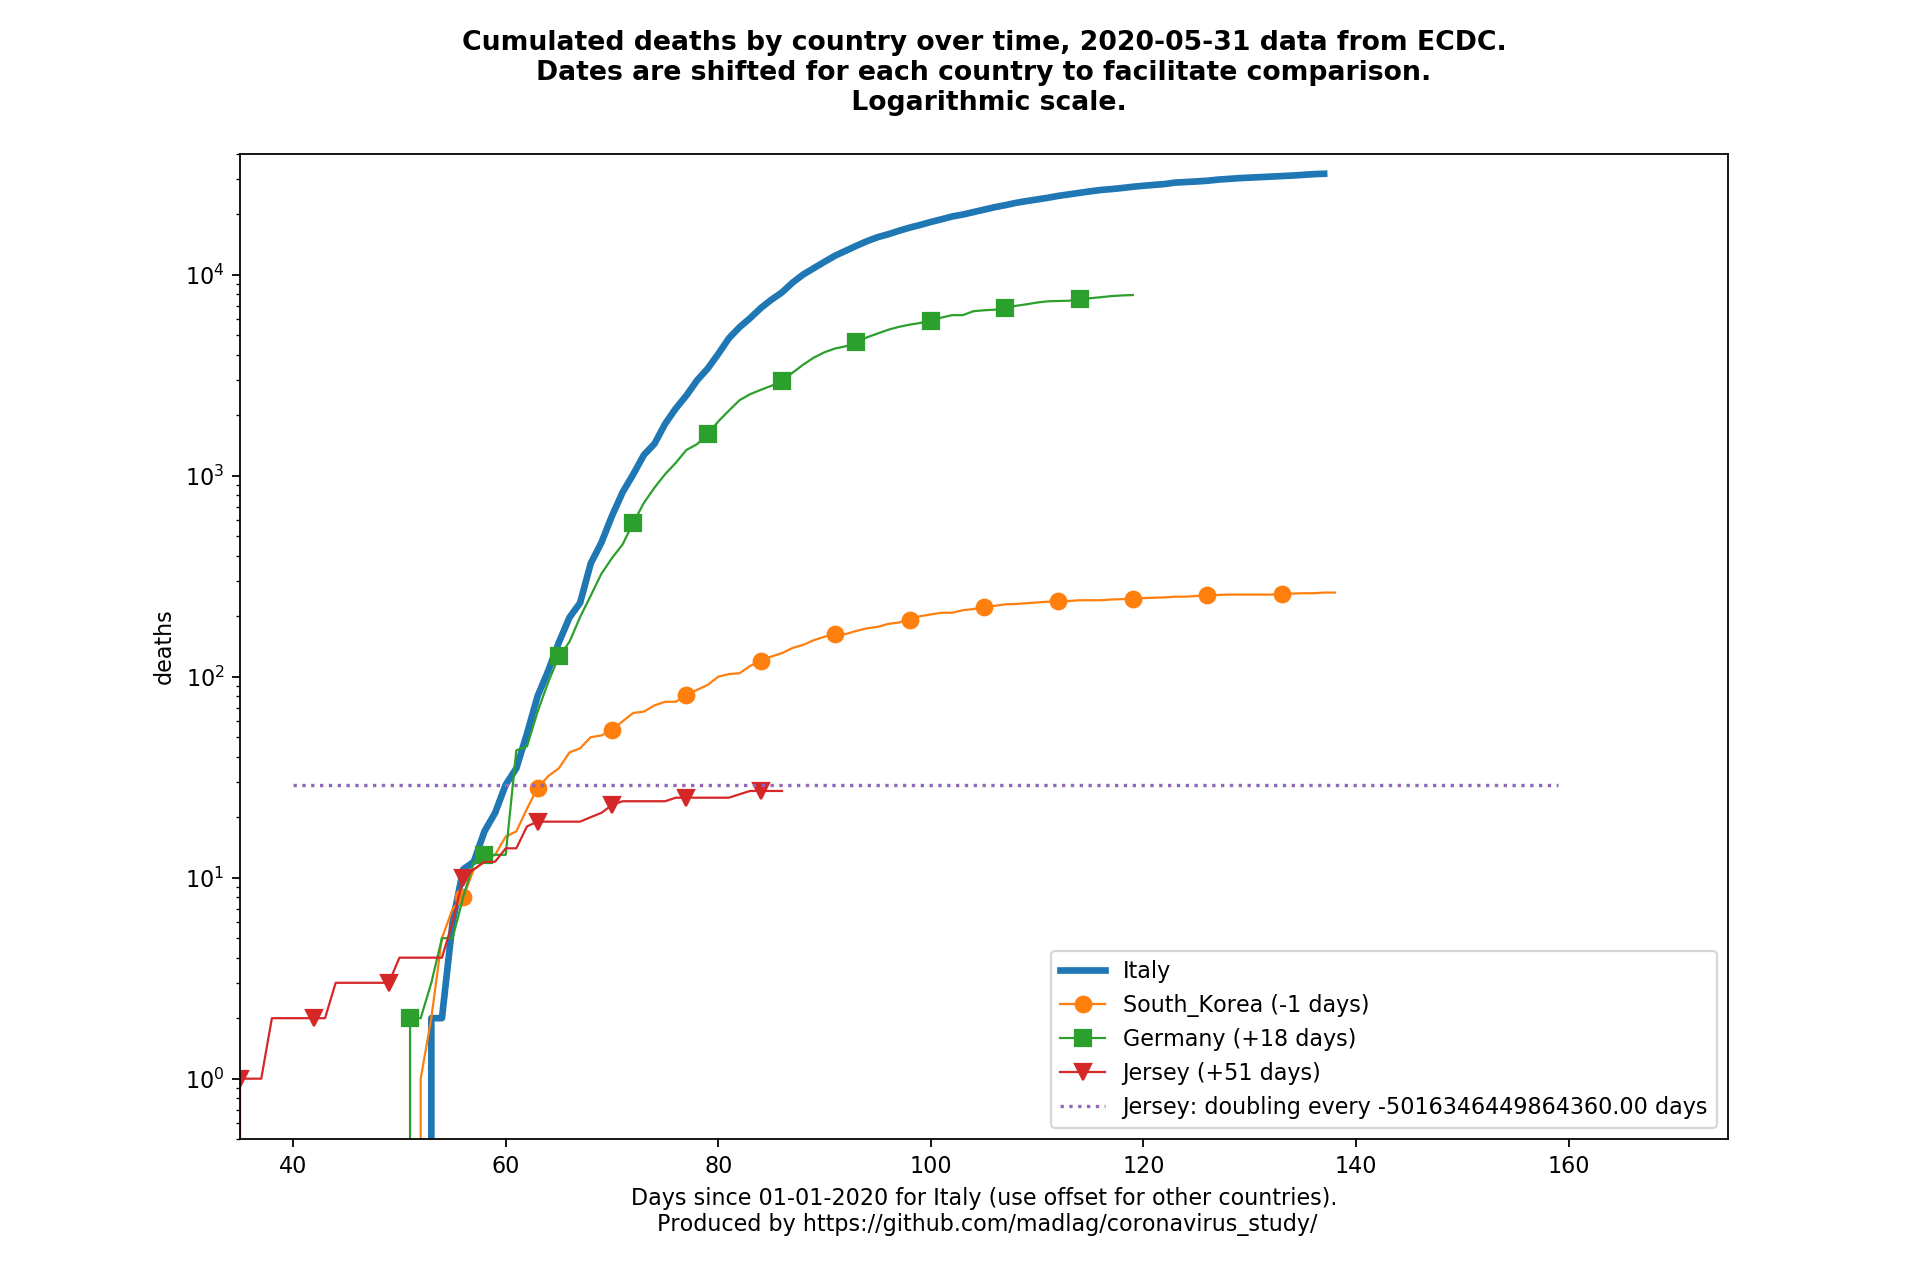 Cumulated deaths by country over time, 2020-05-31 data from ECDC.
Dates are shifted for each country to facilitate comparison.
Logarithmic scale.
deaths
10⁴
10³
10²
10¹
10⁰
Italy
South_Korea (-1 days)
Germany (+18 days)
Jersey (+51 days)
Jersey: doubling every -5016346449864360.00 days
40 60 80 100 120 140 160
Days since 01-01-2020 for Italy (use offset for other countries).
Produced by https://github.com/madlag/coronavirus_study/